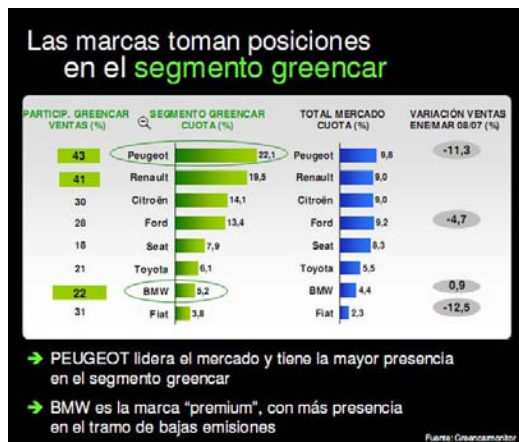 Las marcas toman posiciones
en el segmento greencar
PARTICIP. GREENCAR SEGMENTO GREENCAR TOTAL MERCADO VARIACIÓN VENTAS
VENTAS (%) CUOTA (%) CUOTA (%) ENE/MAR 08/07 (%)
43 Peugeot 22,1 Peugeot 9,8 -11,3
41 Renault 19,5 Renault 9,0
30 Citroën 14,1 Citroën 9,0
28 Ford 13,4 Ford 9,2 -4,7
18 Seat 7,9 Seat 8,3
21 Toyota 6,1 Toyota 5,5
22 BMW 5,2 BMW 4,4 0,9
31 Fiat 3,8 Fiat 2,3 -12,5
➔ PEUGEOT lidera el mercado y tiene la mayor presencia
en el segmento greencar
➔ BMW es la marca "premium", con más presencia
en el tramo de bajas emisiones
Fuente: Greencarmonitor